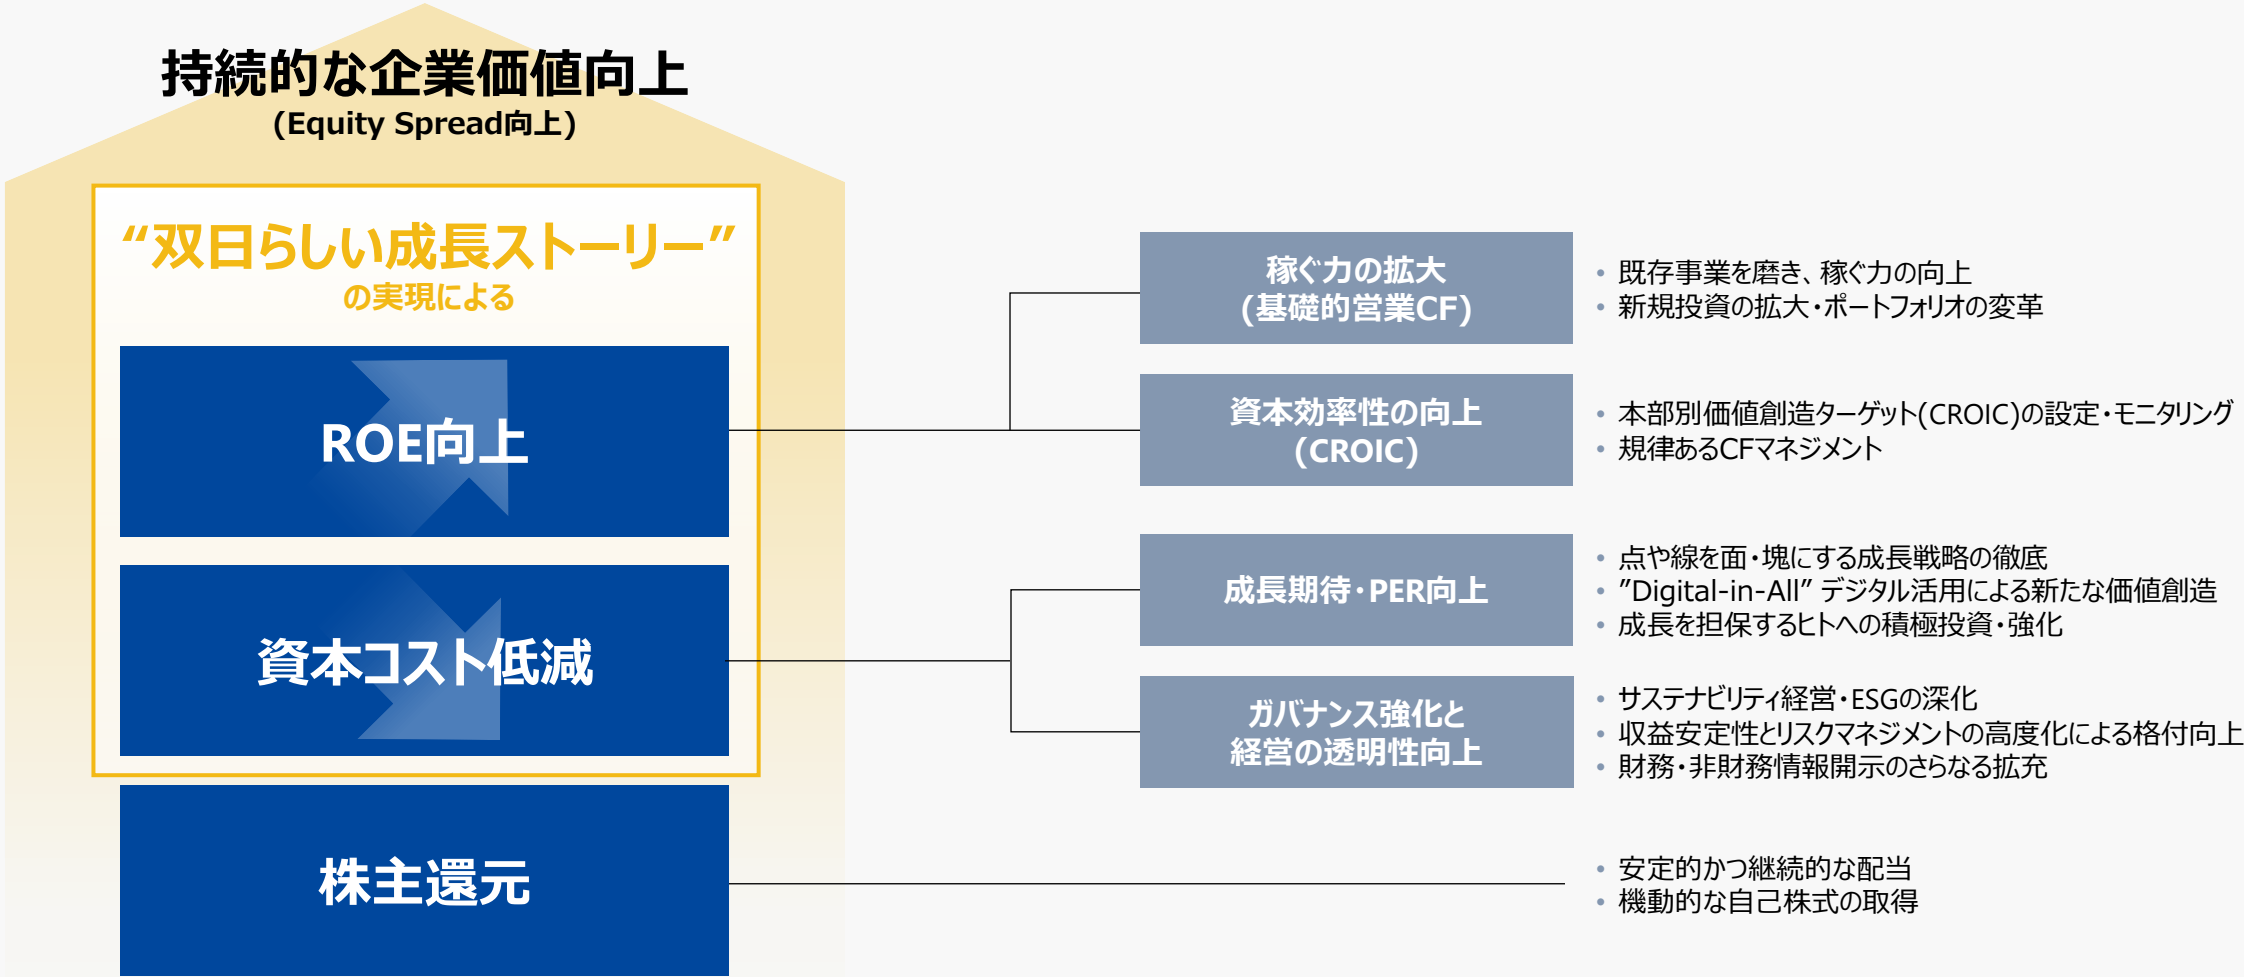 持続的な企業価値向上
(Equity Spread向上)
“双日らしい成長ストーリー”
の実現による
ROE向上
稼ぐ力の拡大
(基礎的営業CF)
• 既存事業を磨き、稼ぐ力の向上
• 新規投資の拡大・ポートフォリオの変革
資本効率性の向上
(CROIC)
• 本部別価値創造ターゲット(CROIC)の設定・モニタリング
• 規律あるCFマネジメント
資本コスト低減
成長期待・PER向上
• 点や線を面・塊にする成長戦略の徹底
• ”Digital-in-All” デジタル活用による新たな価値創造
• 成長を担保するヒトへの積極投資・強化
ガバナンス強化と
経営の透明性向上
• サステナビリティ経営・ESGの深化
• 収益安定性とリスクマネジメントの高度化による格付向上
• 財務・非財務情報開示のさらなる拡充
株主還元
• 安定的かつ継続的な配当
• 機動的な自己株式の取得